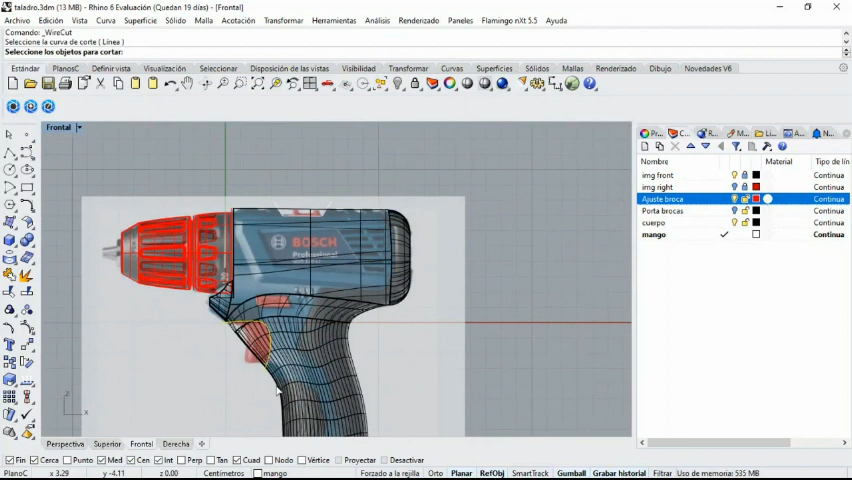 taladro.3dm (13 MB) - Rhino 6 Evaluación (Quedan 19 días) - [Frontal]
Archivo Edición Vista Curva Superficie Sólido Malla Acotación Transformar Herramientas Análisis Renderizado Paneles Flamingo nXt 5.5 Ayuda
Comando: _WireCut
Seleccione la curva de corte ( Línea )
Seleccione los objetos para cortar:
Estándar PlanosC Definir vista Visualización Seleccionar Disposición de las vistas Visibilidad Transformar Curvas Superficies Sólidos Mallas Renderizado Dibujo Novedades V6
Frontal
Pr... C... R... M... Li... A... N...
Nombre Material Tipo de lín
img front Continua
img right Continua
Ajuste broca Continua
Porta brocas Continua
cuerpo Continua
mango Continua
BOSCH
Professional
z
x
Perspectiva Superior Frontal Derecha
Fin Cerca Punto Med Cen Int Perp Tan Cuad Nodo Vértice Proyectar Desactivar
PlanoC x 3.29 y -4.11 z 0.00 Centímetros mango Forzado a la rejilla Orto Planar RefObj SmartTrack Gumball Grabar historial Filtrar Uso de memoria: 535 MB